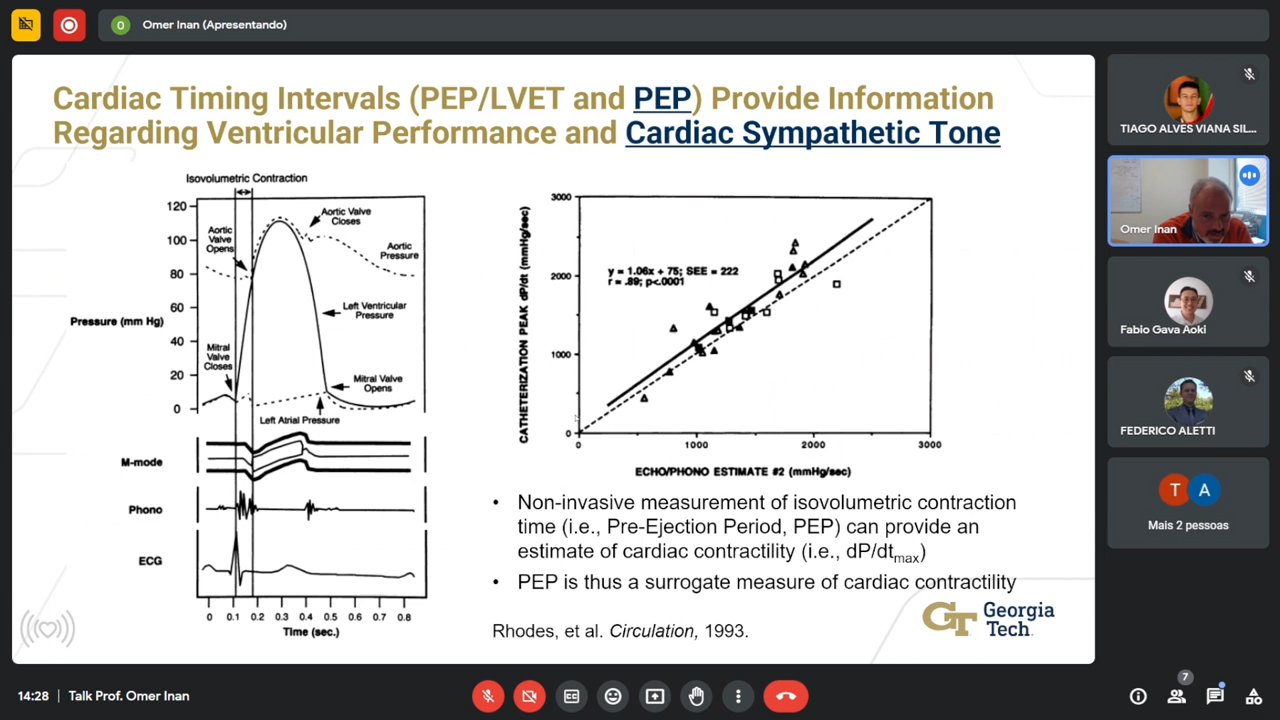 O Omer Inan (Apresentando)
Cardiac Timing Intervals (PEP/LVET and PEP) Provide Information
Regarding Ventricular Performance and Cardiac Sympathetic Tone
Isovolumetric Contraction
120
100
80
60
40
20
0
Pressure (mm Hg)
Aortic
Valve
Opens
Aortic Valve
Closes
Aortic
Pressure
Left Ventricular
Pressure
Mitral
Valve
Closes
Mitral Valve
Opens
Left Atrial Pressure
M-mode
Phono
ECG
0 0.1 0.2 0.3 0.4 0.5 0.6 0.7 0.8
Time (sec.)
CATHETERIZATION PEAK dP/dt (mmHg/sec)
3000
2000
1000
0
y = 1.06x + 75; SEE = 222
r = .89; p<.0001
0 1000 2000 3000
ECHO/PHONO ESTIMATE #2 (mmHg/sec)
• Non-invasive measurement of isovolumetric contraction
time (i.e., Pre-Ejection Period, PEP) can provide an
estimate of cardiac contractility (i.e., dP/dtmax)
• PEP is thus a surrogate measure of cardiac contractility
Rhodes, et al. Circulation, 1993.
GT Georgia
Tech
TIAGO ALVES VIANA SIL...
Omer Inan
Fabio Gava Aoki
FEDERICO ALETTI
T A
Mais 2 pessoas
14:28 | Talk Prof. Omer Inan
CC
7